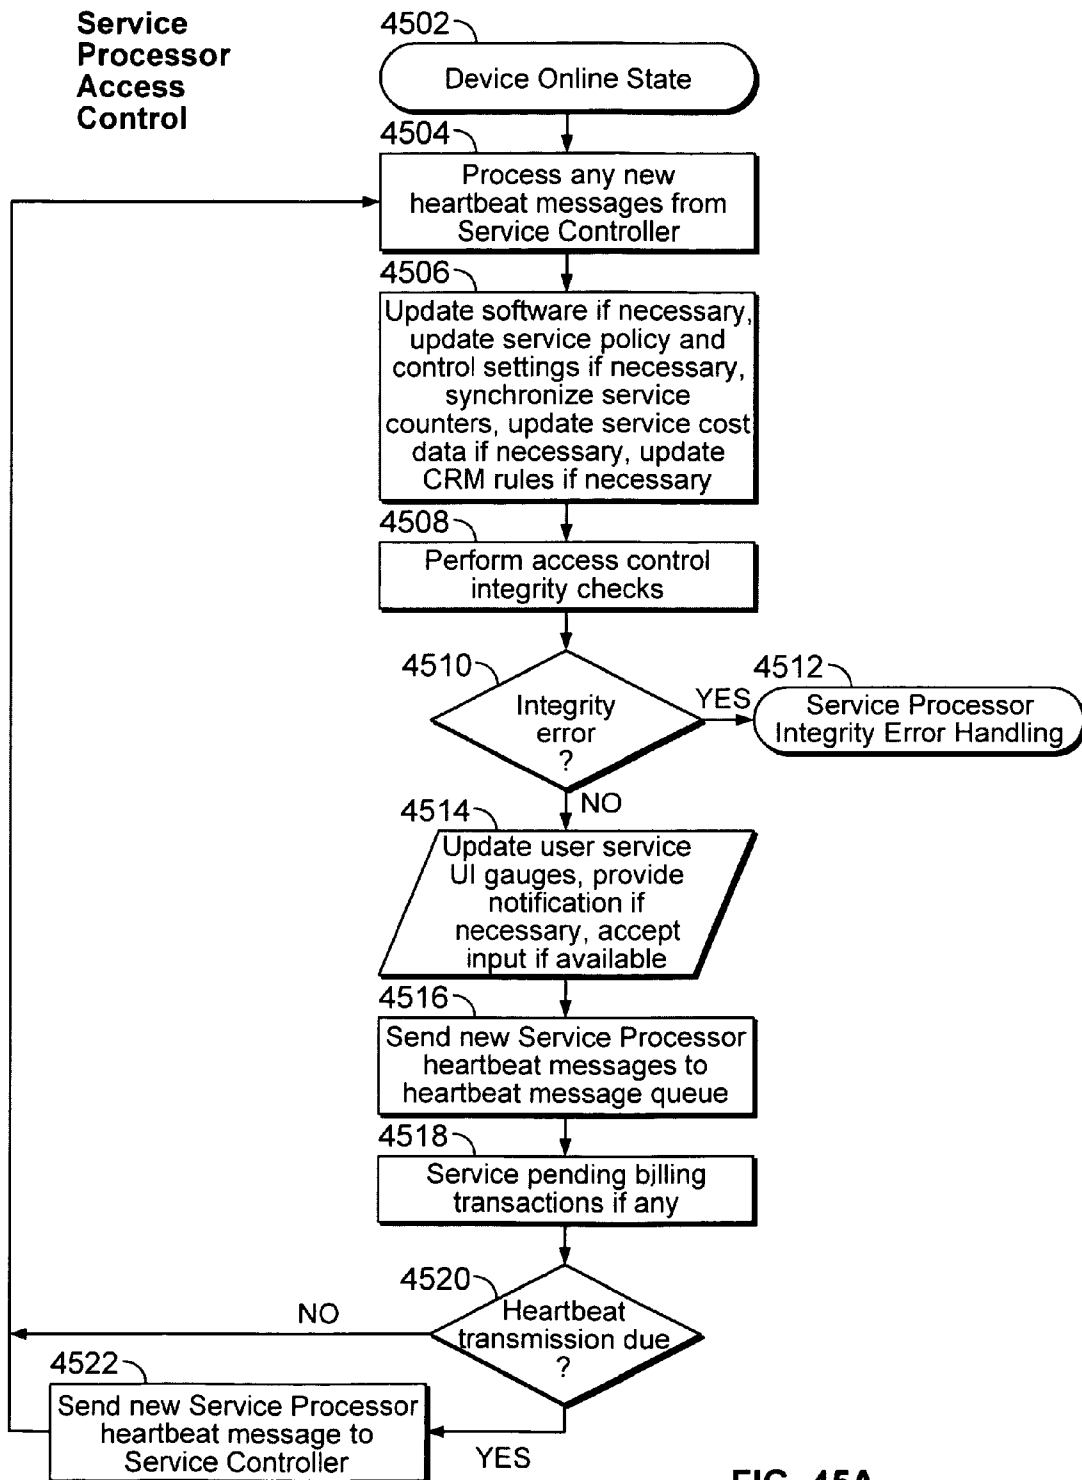 Service
Processor
Access
Control
4502
Device Online State
4504
Process any new
heartbeat messages from
Service Controller
4506
Update software if necessary,
update service policy and
control settings if necessary,
synchronize service
counters, update service cost
data if necessary, update
CRM rules if necessary
4508
Perform access control
integrity checks
4510
Integrity
error
?
YES
4512
Service Processor
Integrity Error Handling
NO
4514
Update user service
UI gauges, provide
notification if
necessary, accept
input if available
4516
Send new Service Processor
heartbeat messages to
heartbeat message queue
4518
Service pending billing
transactions if any
4520
Heartbeat
transmission due
?
NO
4522
Send new Service Processor
heartbeat message to
Service Controller
YES
FIG. 45A